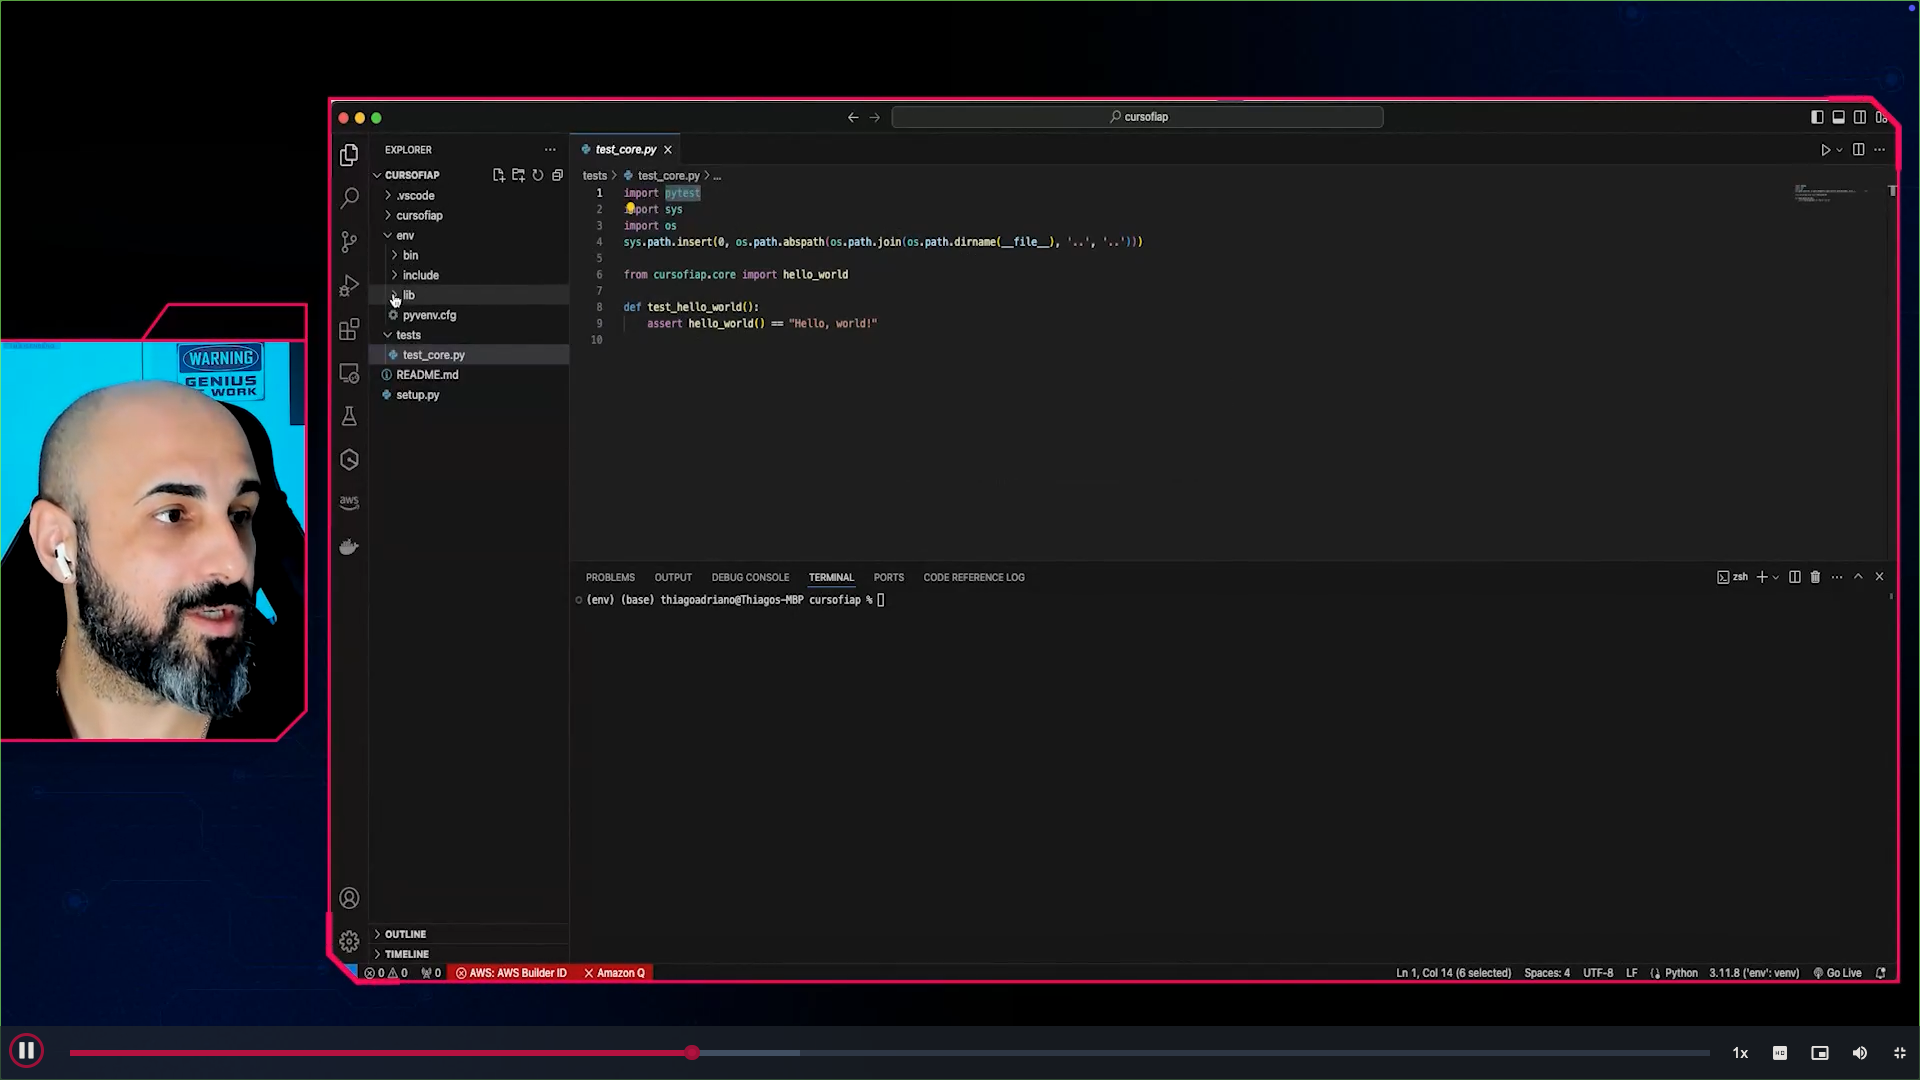 cursofiap
EXPLORER
test_core.py
CURSOFIAP
tests > test_core.py > ...
.vscode
cursofiap
env
bin
include
lib
pyvenv.cfg
tests
test_core.py
README.md
setup.py
1 import pytest
2 import sys
3 import os
4 sys.path.insert(0, os.path.abspath(os.path.join(os.path.dirname(__file__), '..', '..')))
5
6 from cursofiap.core import hello_world
7
8 def test_hello_world():
9 assert hello_world() == "Hello, world!"
10
WARNING
GENIUS
WORK
aws
PROBLEMS OUTPUT DEBUG CONSOLE TERMINAL PORTS CODE REFERENCE LOG
zsh
(env) (base) thiagoadriano@Thiagos-MBP cursofiap %
OUTLINE
TIMELINE
0 0 0 AWS: AWS Builder ID Amazon Q
Ln 1, Col 14 (6 selected) Spaces: 4 UTF-8 LF Python 3.11.8 ('env': venv) Go Live
1x